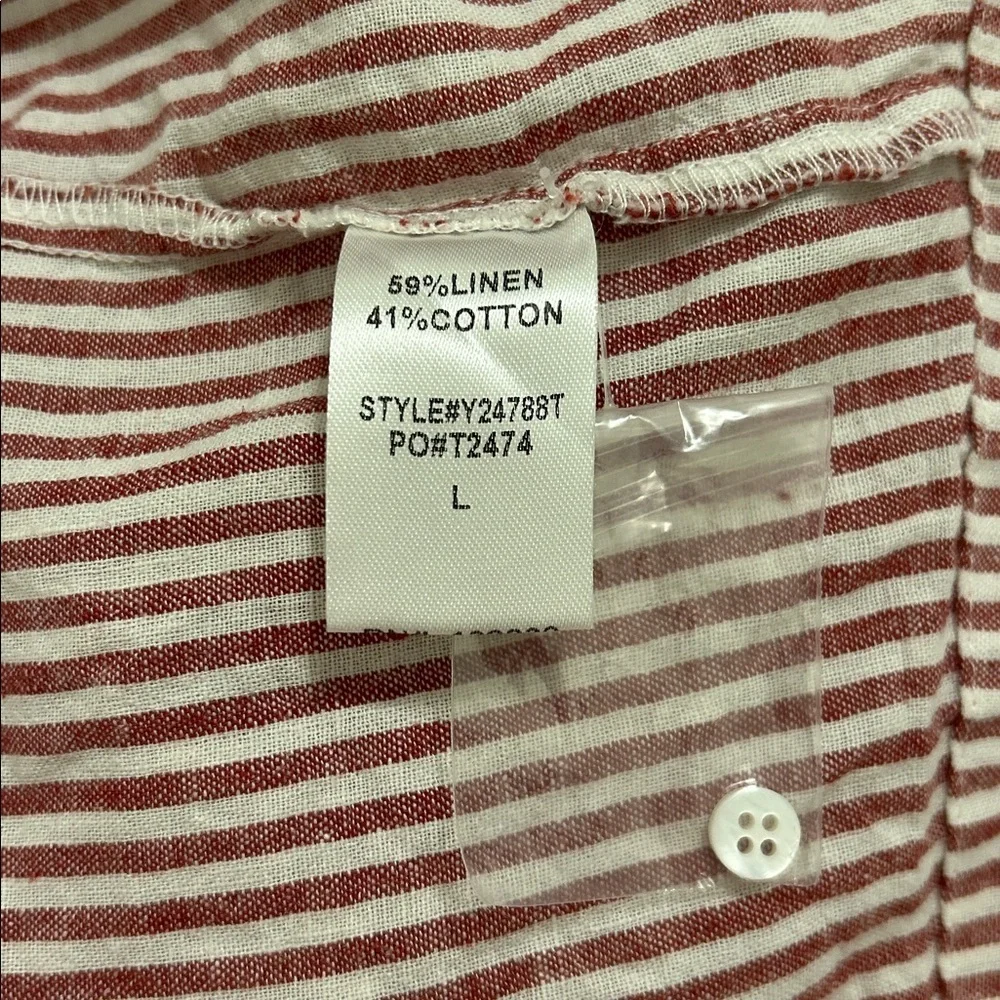 59%LINEN
41%COTTON
STYLE#Y24788T
PO#T2474
L